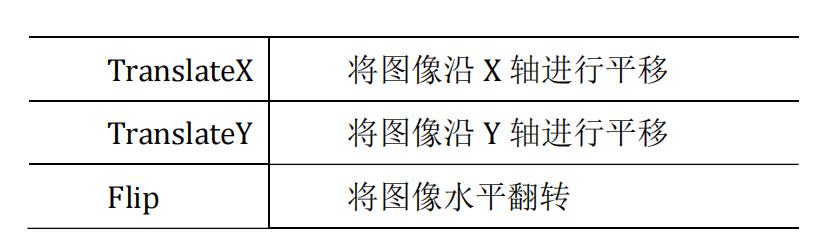 TranslateX 将图像沿 X 轴进行平移
TranslateY 将图像沿 Y 轴进行平移
Flip 将图像水平翻转